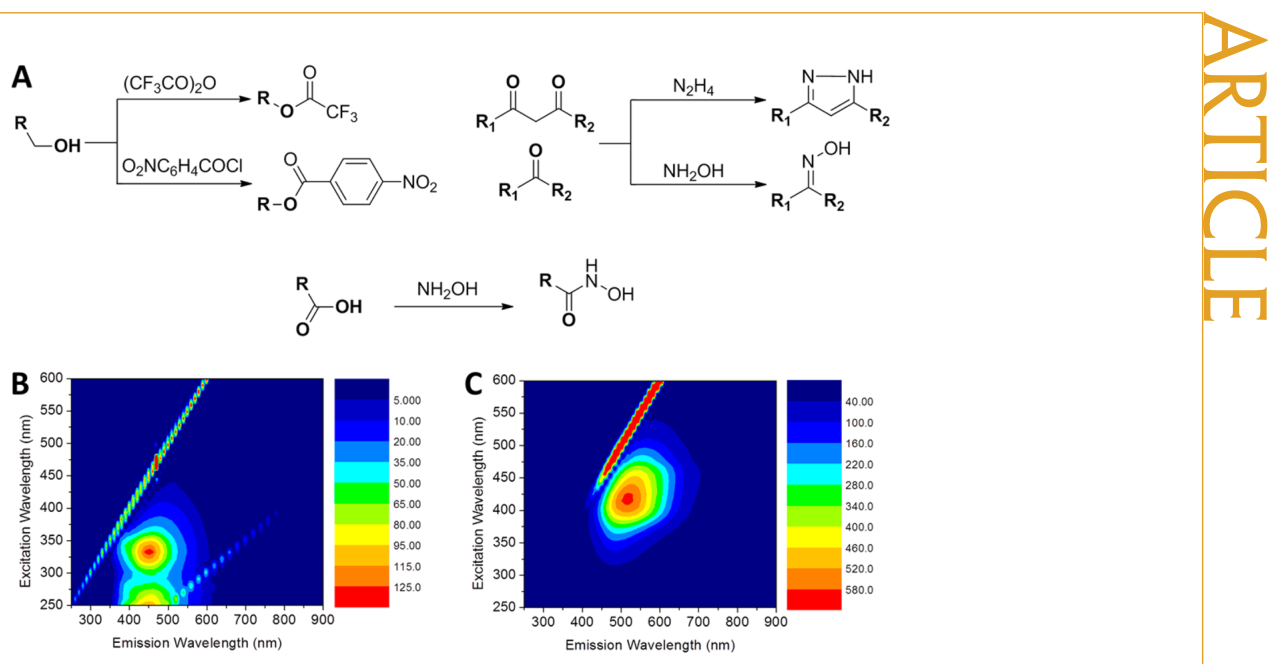 ARTICLE
A
(CF3CO)2O
R
O
O
CF3
R
OH
O2NC6H4COCl
O
R-O
NO2
O O
R1 R2
O
R1 R2
N2H4
N NH
R1 R2
NH2OH
N OH
R1 R2
R
OH
O
NH2OH
R
H
N
OH
O
B
600
550
500
450
400
350
300
250
Excitation Wavelength (nm)
300 400 500 600 700 800 900
Emission Wavelength (nm)
5.000
10.00
20.00
35.00
50.00
65.00
80.00
95.00
115.0
125.0
C
600
550
500
450
400
350
300
250
Excitation Wavelength (nm)
300 400 500 600 700 800 900
Emission Wavelength (nm)
40.00
100.0
160.0
220.0
280.0
340.0
400.0
460.0
520.0
580.0